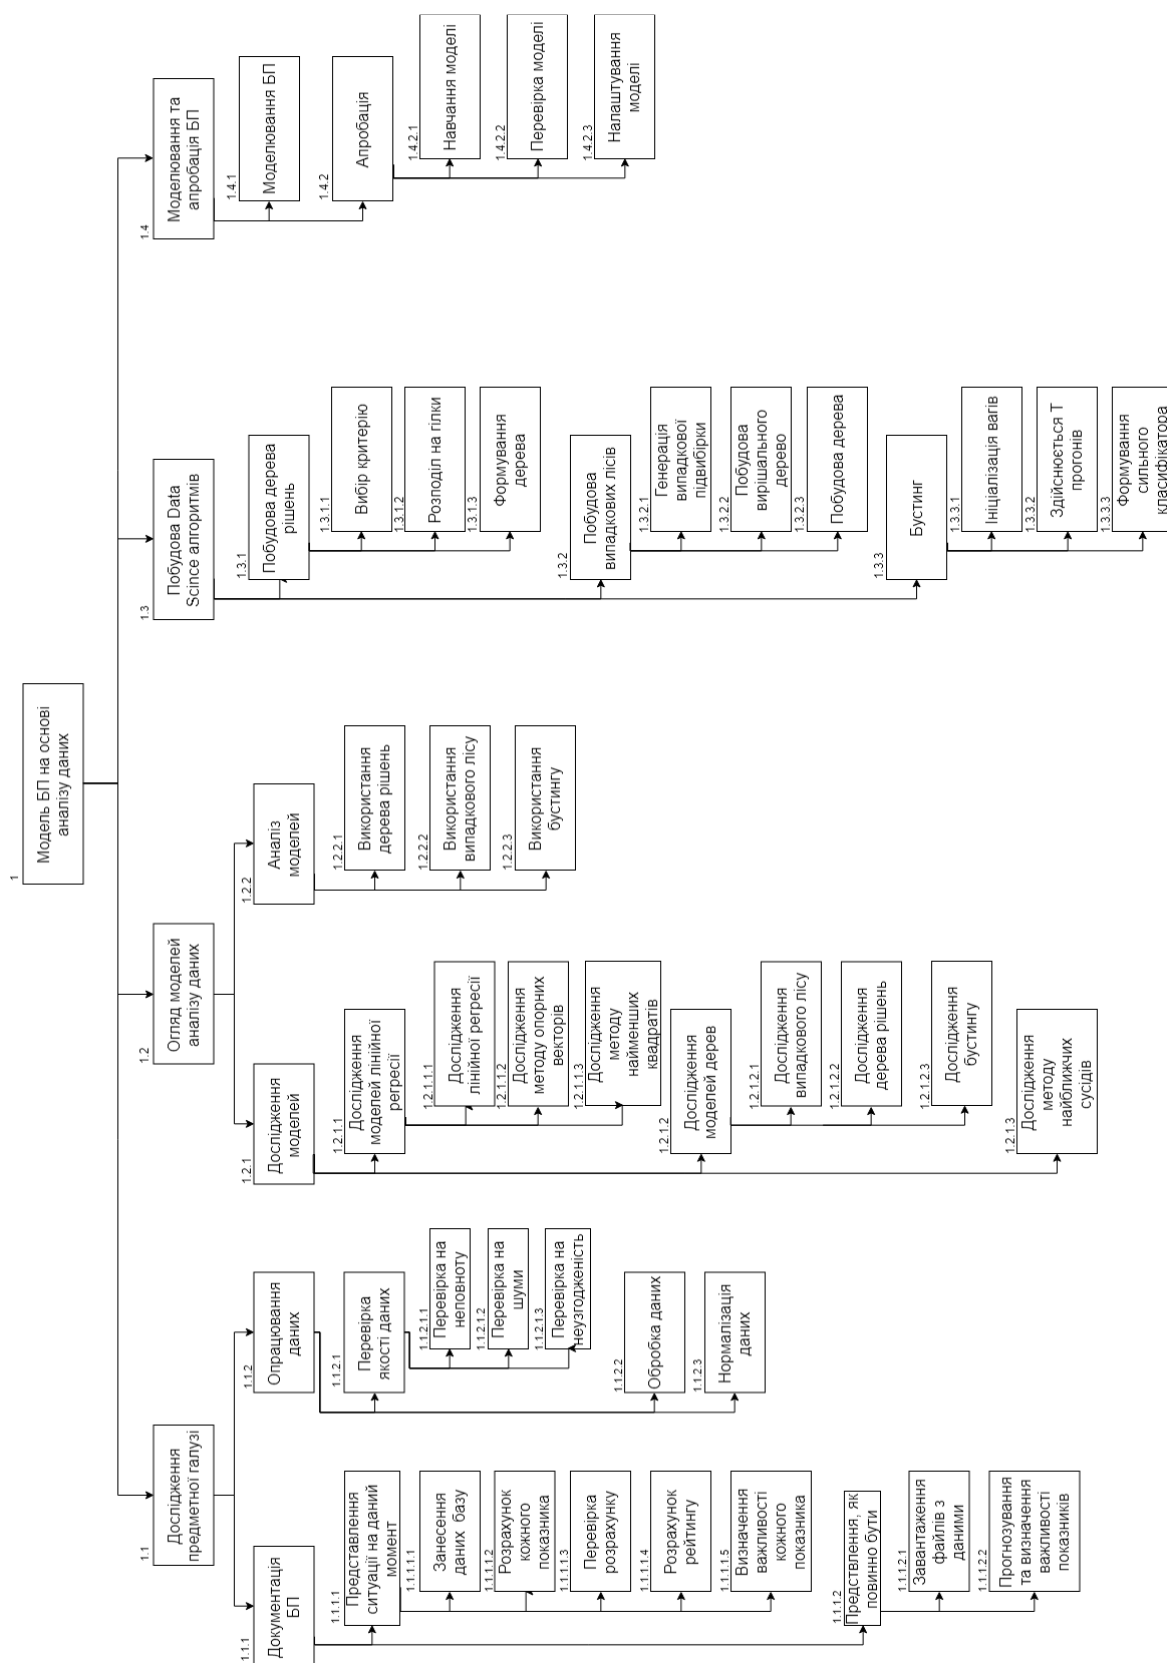 1
Модель БП на основі
аналізу даних
1.1
Дослідження
предметної галузі
1.1.1
Документація
БП
1.1.1.1
Представлення
ситуації на даний
момент
1.1.1.1.1
Занесення
даних базу
1.1.1.1.2
Розрахунок
кожного
показника
1.1.1.1.3
Перевірка
розрахунку
1.1.1.1.4
Розрахунок
рейтингу
1.1.1.1.5
Визначення
важливості
кожного
показника
1.1.1.2
Предствлення, як
повинно бути
1.1.1.2.1
Завантаження
файлів з
даними
1.1.1.2.2
Прогнозування
та визначення
важливості
показників
1.1.2
Опрацювання
даних
1.1.2.1
Перевірка
якості даних
1.1.2.1.1
Перевірка на
неповноту
1.1.2.1.2
Перевірка на
шуми
1.1.2.1.3
Перевірка на
неузгодженість
1.1.2.2
Обробка даних
1.1.2.3
Нормалізація
даних
1.2
Огляд моделей
аналізу даних
1.2.1
Дослідження
моделей
1.2.1.1
Дослідження
моделей лінійної
регресії
1.2.1.1.1
Дослідження
лінійної регресії
1.2.1.1.2
Дослідження
методу опорних
векторів
1.2.1.1.3
Дослідження
методу
найменших
квадратів
1.2.1.2
Дослідження
моделей дерев
1.2.1.2.1
Дослідження
випадкового лісу
1.2.1.2.2
Дослідження
дерева рішень
1.2.1.2.3
Дослідження
бустингу
1.2.1.3
Дослідження
методу
найближчих
сусідів
1.2.2
Аналіз
моделей
1.2.2.1
Використання
дерева рішень
1.2.2.2
Використання
випадкового лісу
1.2.2.3
Використання
бустингу
1.3
Побудова Data
Scince алгоритмів
1.3.1
Побудова дерева
рішень
1.3.1.1
Вибір критерію
1.3.1.2
Розподіл на гілки
1.3.1.3
Формування
дерева
1.3.2
Побудова
випадкових лісів
1.3.2.1
Генерація
випадкової
підвибірки
1.3.2.2
Побудова
вирішального
дерево
1.3.2.3
Побудова дерева
1.3.3
Бустинг
1.3.3.1
Ініціалізація вагів
1.3.3.2
Здійснюється Т
прогонів
1.3.3.3
Формування
сильного
класифікатора
1.4
Моделювання та
апробація БП
1.4.1
Моделювання БП
1.4.2
Апробація
1.4.2.1
Навчання моделі
1.4.2.2
Перевірка моделі
1.4.2.3
Налаштування
моделі